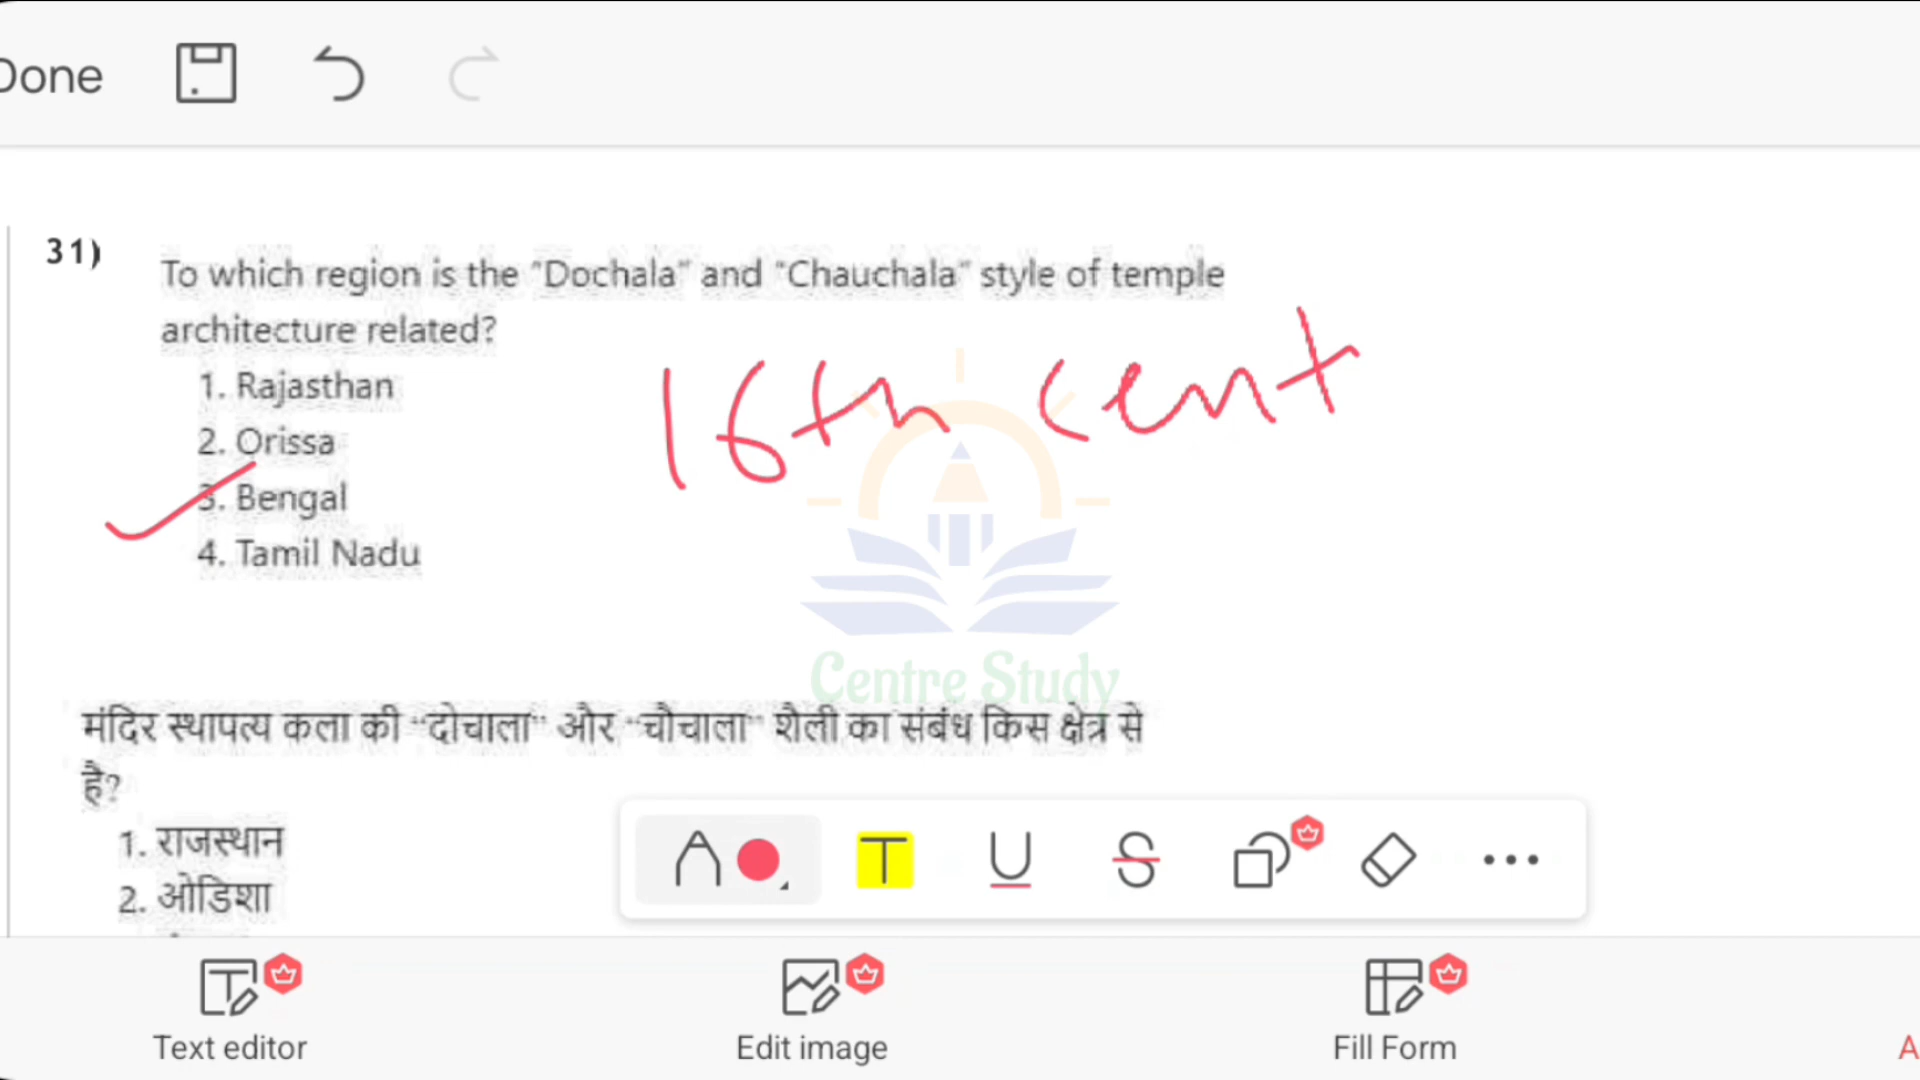 Done
31)
To which region is the "Dochala" and "Chauchala" style of temple
architecture related?
1. Rajasthan
2. Orissa
3. Bengal
4. Tamil Nadu
16th cent
Centre Study
मंदिर स्थापत्य कला की "दोचाला" और "चौचाला" शैली का संबंध किस क्षेत्र से
है?
1. राजस्थान
2. ओडिशा
Text editor
Edit image
Fill Form
A